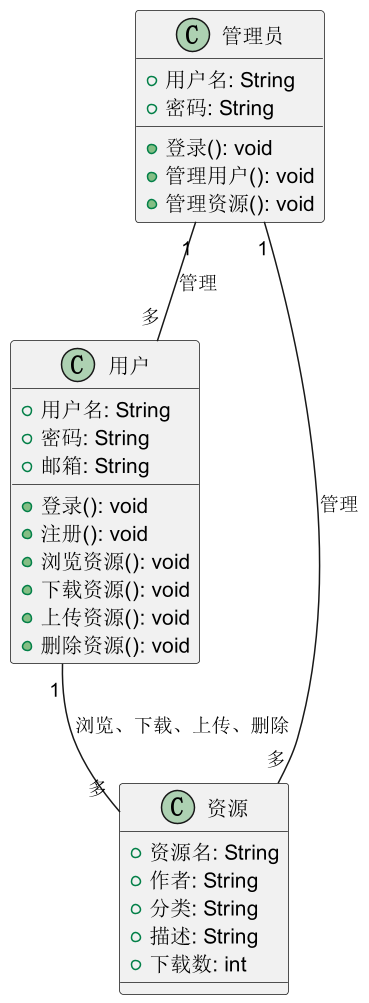 C 管理员
用户名: String
密码: String
登录(): void
管理用户(): void
管理资源(): void
1
1
管理
多
C 用户
用户名: String
密码: String
邮箱: String
登录(): void
注册(): void
浏览资源(): void
下载资源(): void
上传资源(): void
删除资源(): void
管理
1
浏览、下载、上传、删除
多
多
C 资源
资源名: String
作者: String
分类: String
描述: String
下载数: int